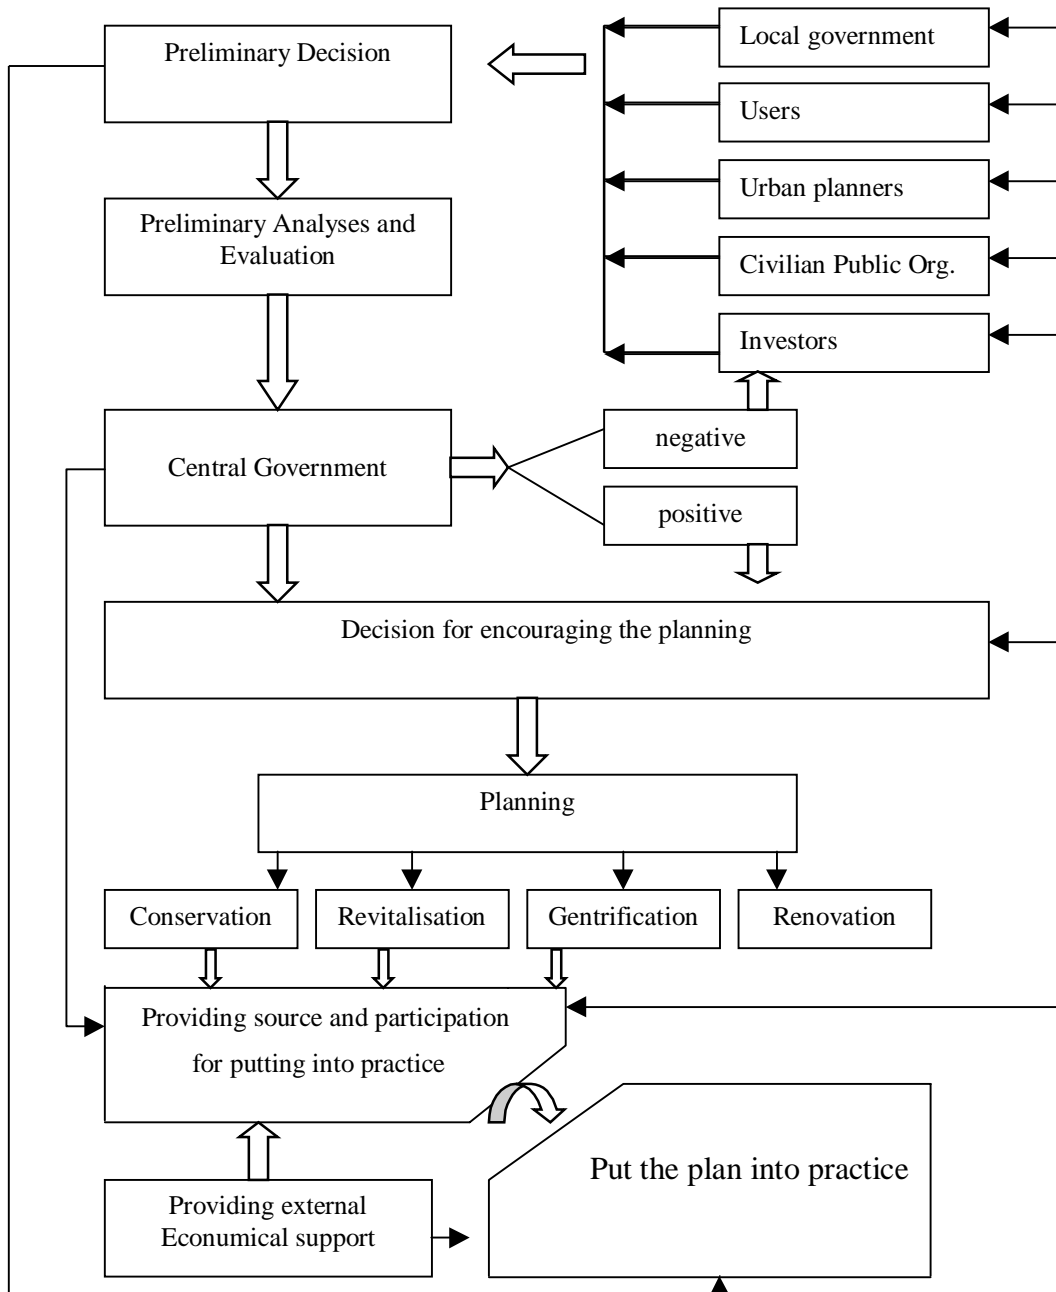 Preliminary Decision
Local government
Users
Urban planners
Preliminary Analyses and
Evaluation
Civilian Public Org.
Investors
negative
Central Government
positive
Decision for encouraging the planning
Planning
Conservation
Revitalisation
Gentrification
Renovation
Providing source and participation
for putting into practice
Put the plan into practice
Providing external
Econumical support